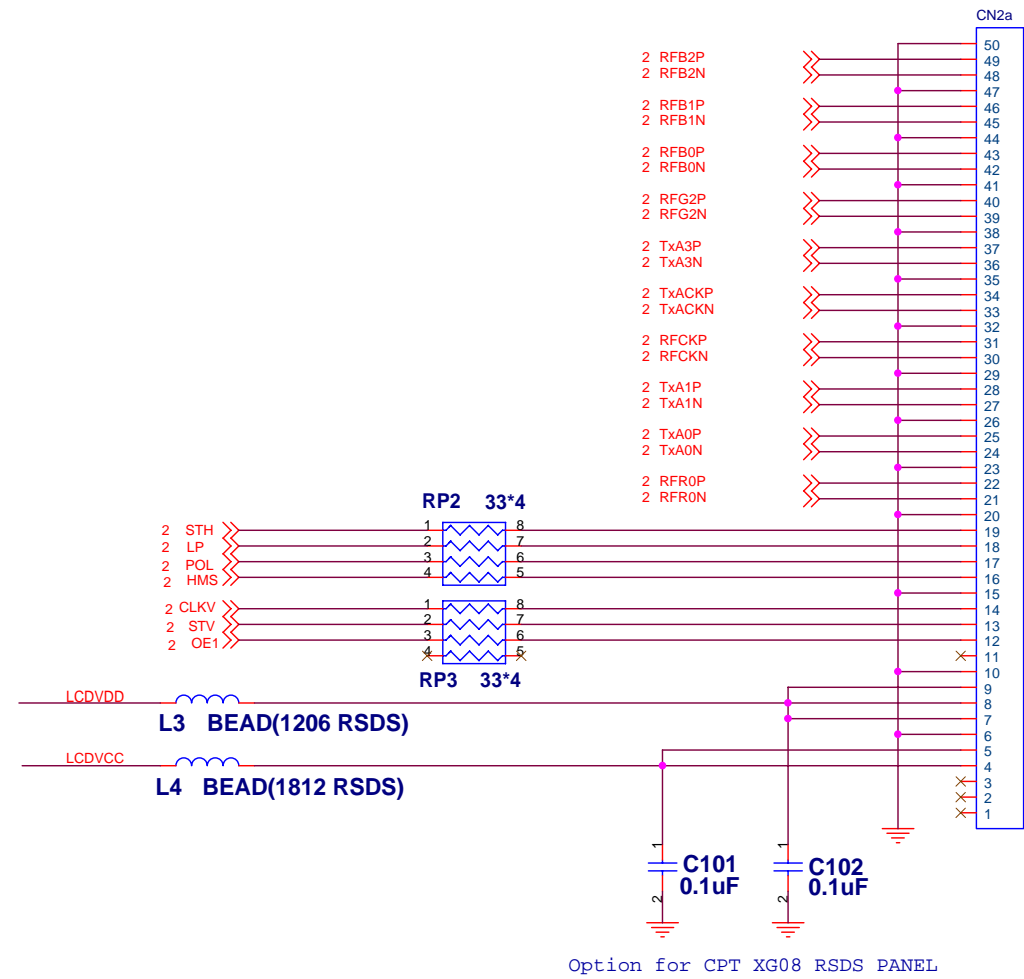 CN2a
50
2 RFB2P 49
2 RFB2N 48
47
2 RFB1P 46
2 RFB1N 45
44
2 RFB0P 43
2 RFB0N 42
41
2 RFG2P 40
2 RFG2N 39
38
2 TxA3P 37
2 TxA3N 36
35
2 TxACKP 34
2 TxACKN 33
32
2 RFCKP 31
2 RFCKN 30
29
2 TxA1P 28
2 TxA1N 27
26
2 TxA0P 25
2 TxA0N 24
23
2 RFR0P 22
2 RFR0N 21
RP2 33*4
20
2 STH 1 8 19
2 LP 2 7 18
2 POL 3 6 17
2 HMS 4 5 16
15
2 CLKV 1 8 14
2 STV 2 7 13
2 OE1 3 6 12
4 5 11
RP3 33*4
10
9
LCDVDD 8
L3 BEAD(1206 RSDS)
7
6
5
LCDVCC 4
L4 BEAD(1812 RSDS)
3
2
1
1 1
C101 C102
0.1uF 0.1uF
2 2
Option for CPT XG08 RSDS PANEL